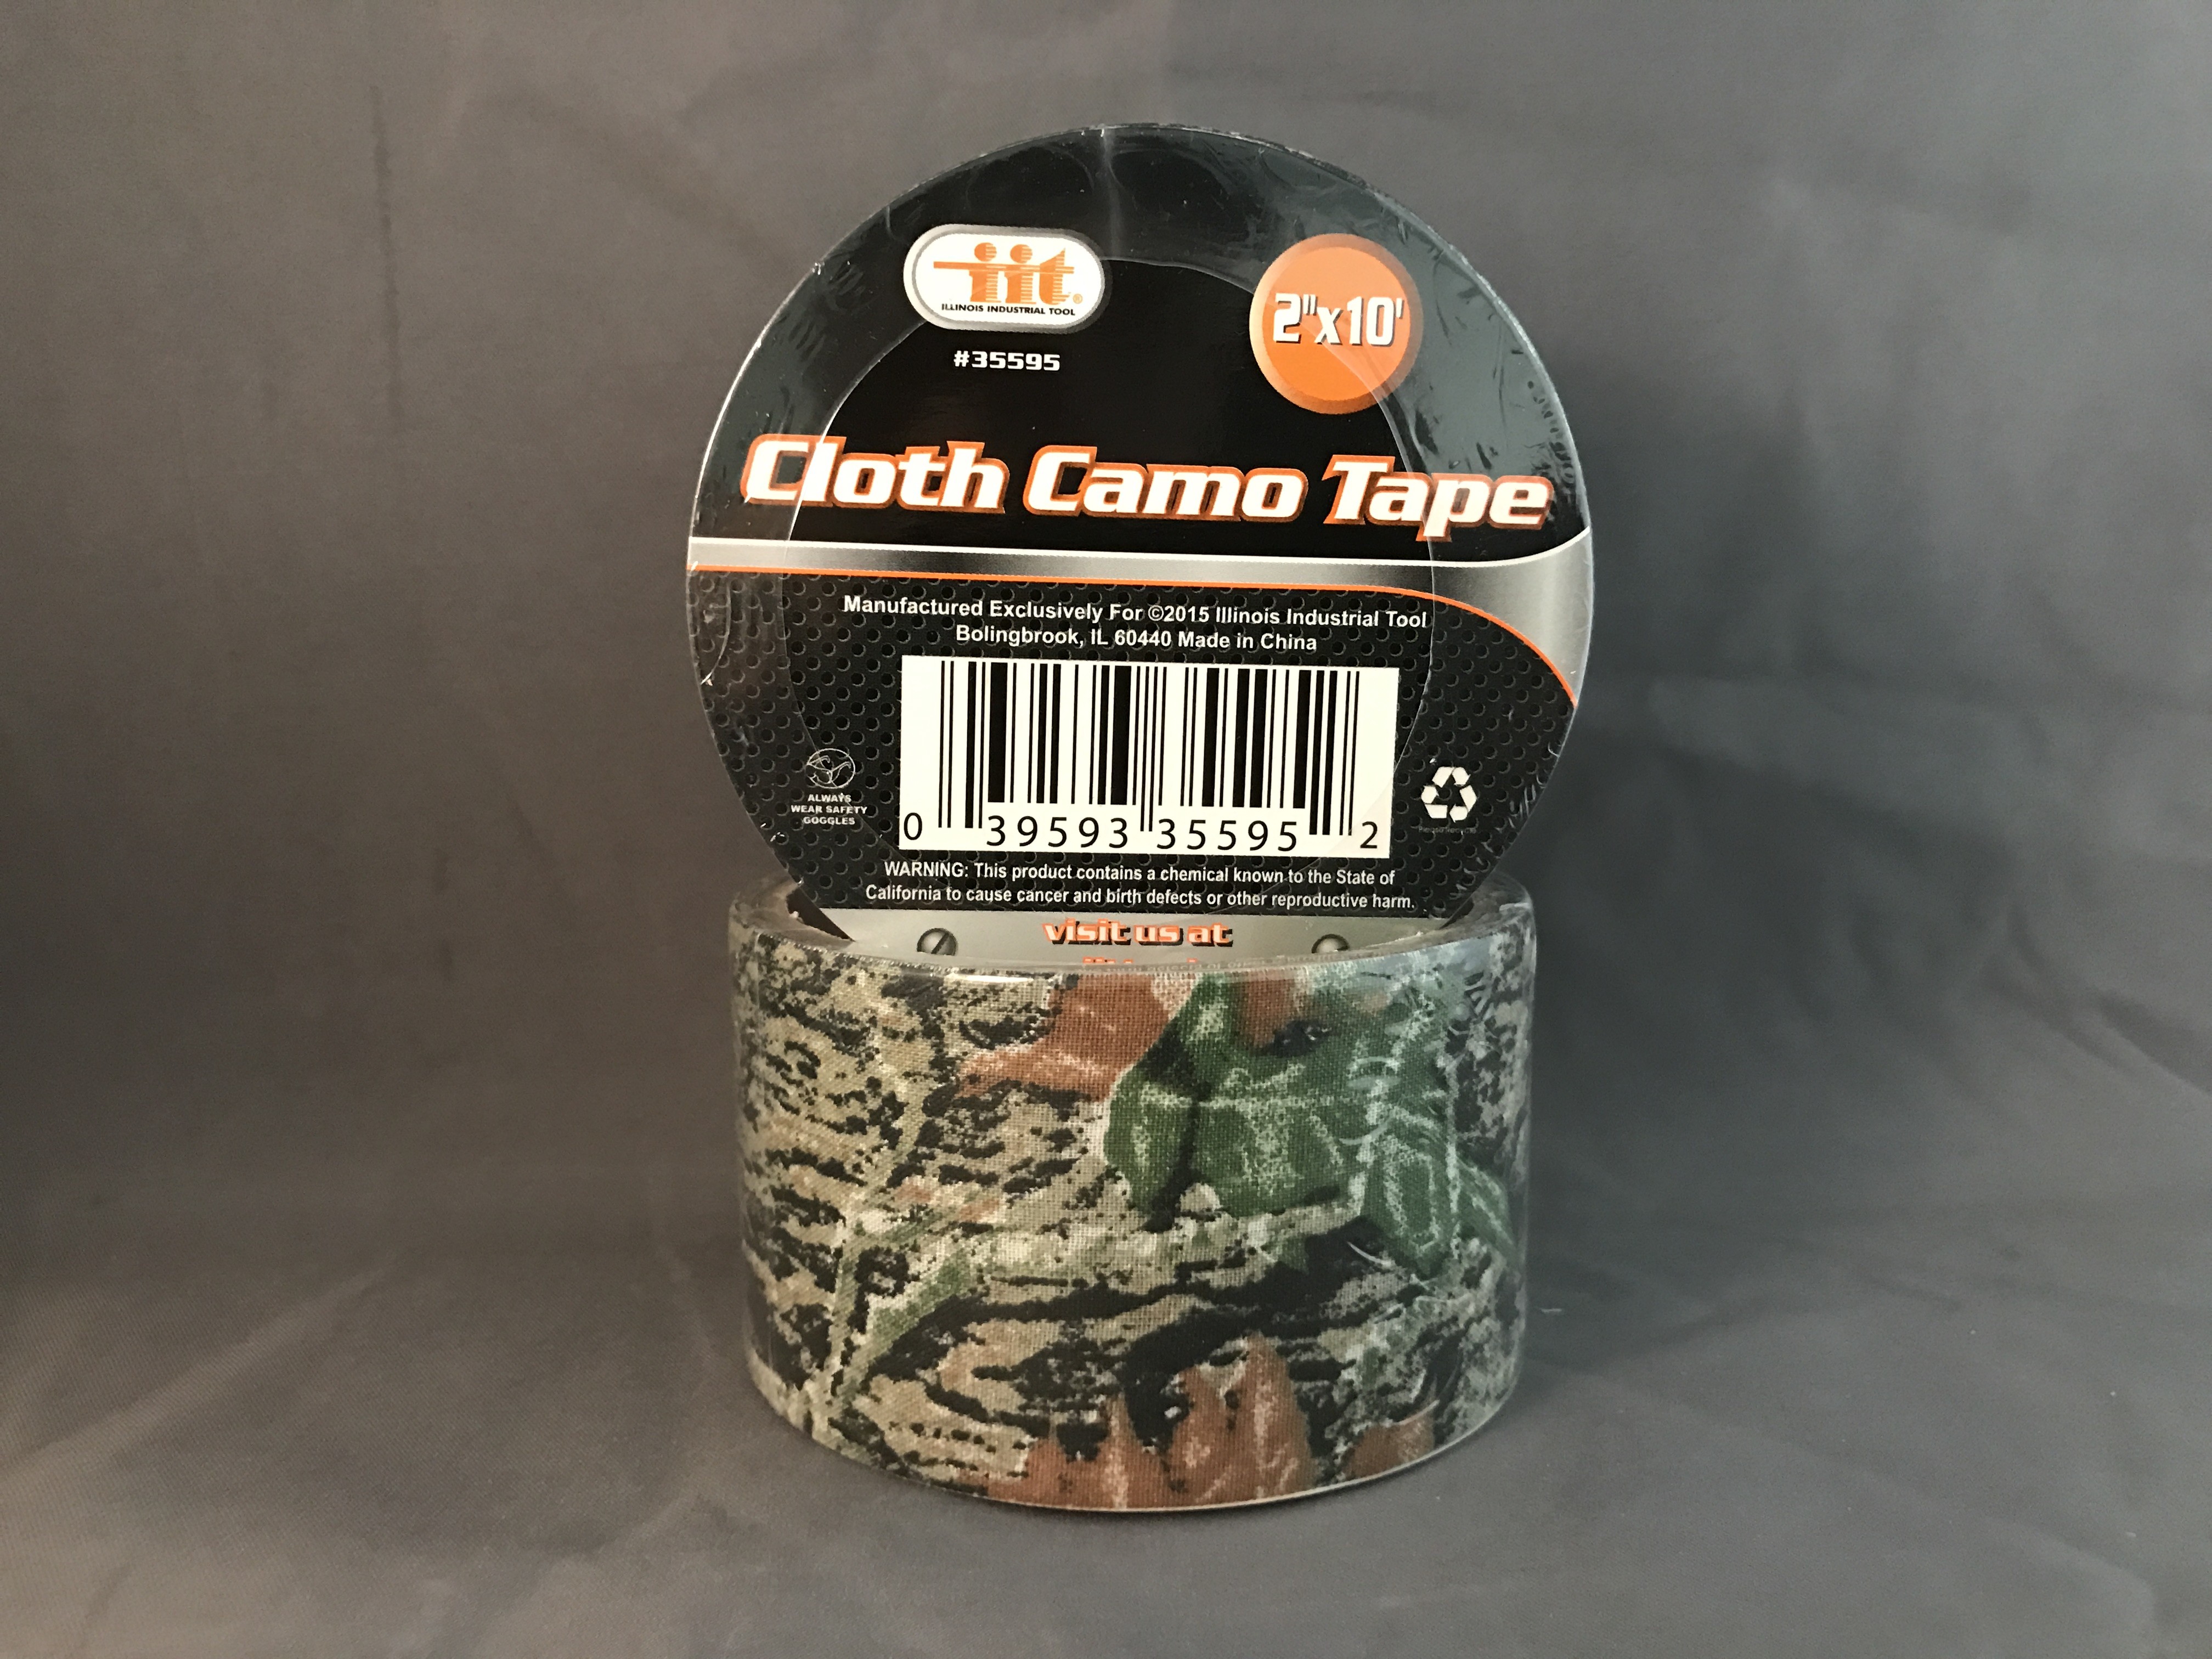 iit®
ILLINOIS INDUSTRIAL TOOL
#35595
2"x10'
Cloth Camo Tape
Manufactured Exclusively For ©2015 Illinois Industrial Tool
Bolingbrook, IL 60440 Made in China
ALWAYS
WEAR SAFETY
GOGGLES
0 39593 35595 2
Please Recycle
WARNING: This product contains a chemical known to the State of
California to cause cancer and birth defects or other reproductive harm.
visit us at